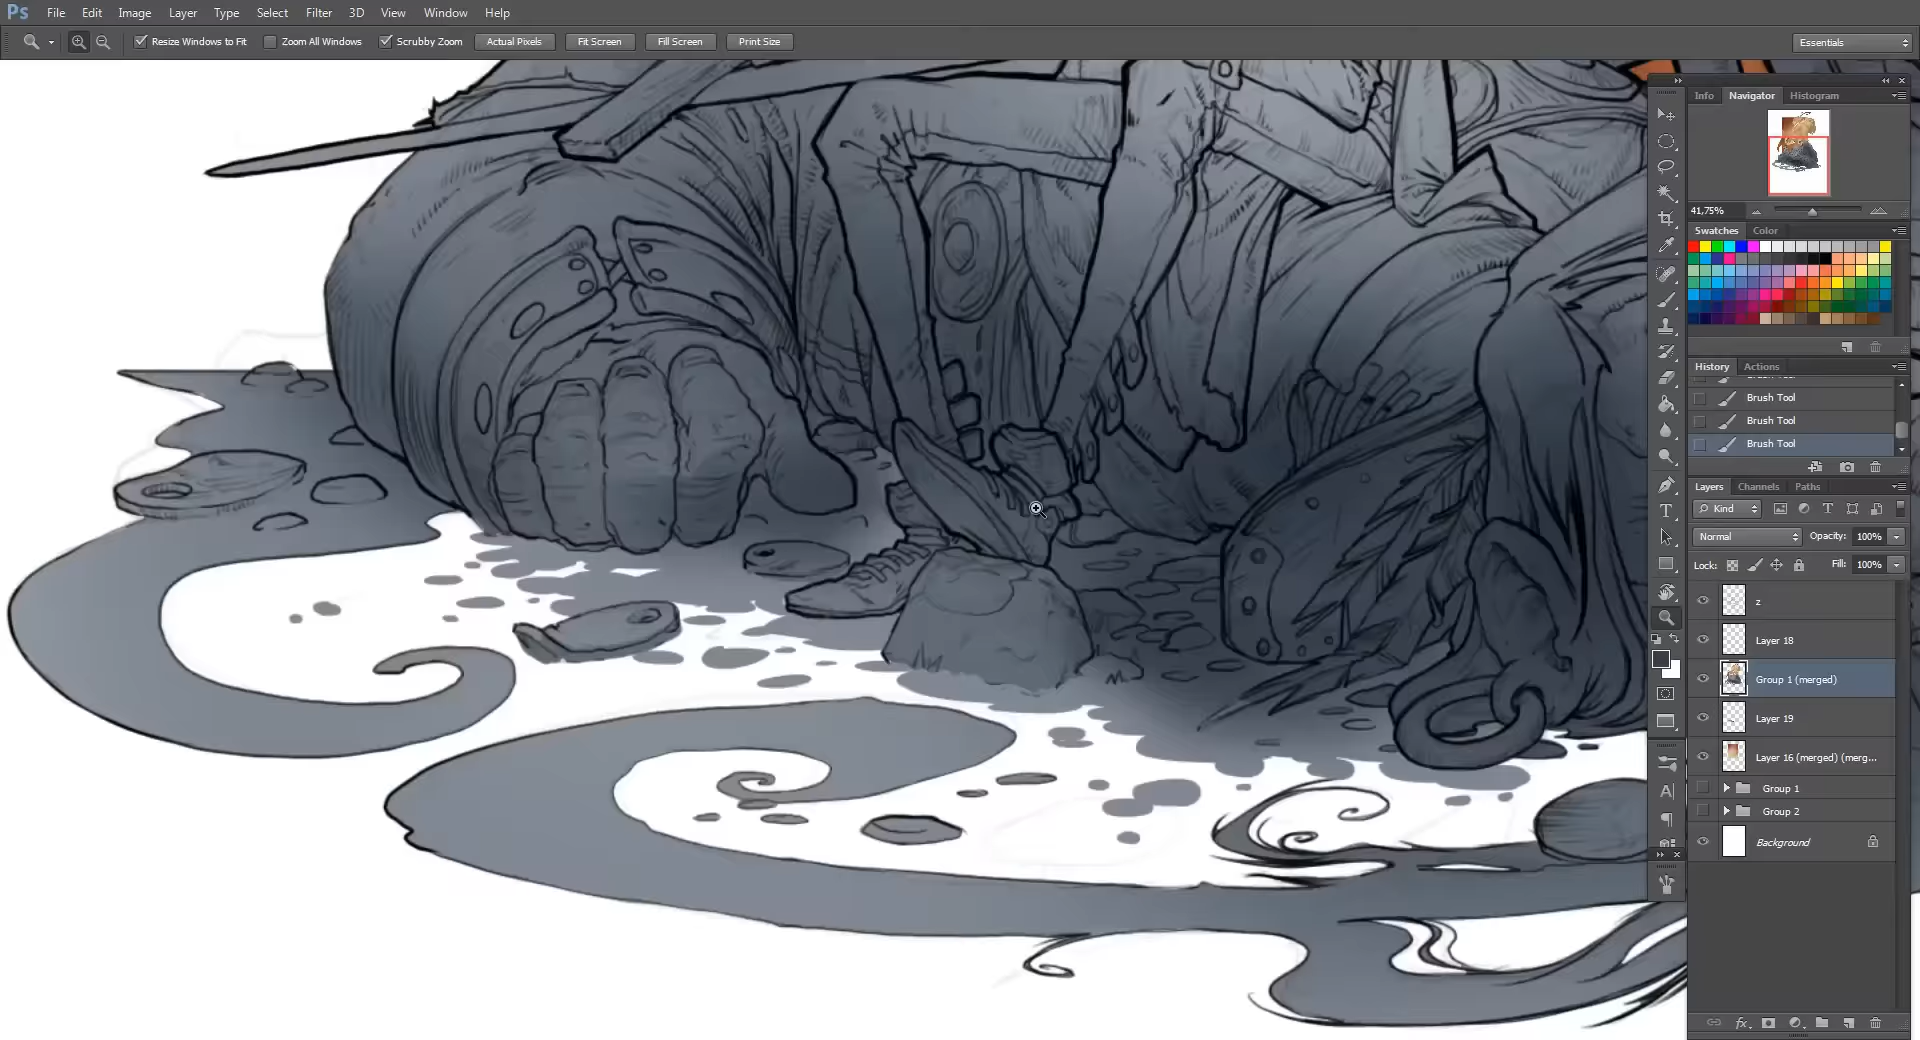 Ps File Edit Image Layer Type Select Filter 3D View Window Help
Resize Windows to Fit Zoom All Windows Scrubby Zoom Actual Pixels Fit Screen Fill Screen Print Size Essentials
Info Navigator Histogram
41,75%
Swatches Color
History Actions
Brush Tool
Brush Tool
Brush Tool
Layers Channels Paths
Kind
Normal Opacity: 100%
Lock: Fill: 100%
z
Layer 18
Group 1 (merged)
Layer 19
Layer 16 (merged) (merg...
Group 1
Group 2
Background